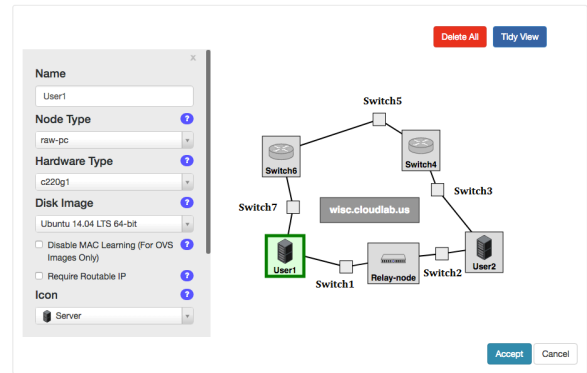 Delete All
Tidy View
x
Name
User1
Node Type ?
raw-pc
Hardware Type ?
c220g1
Disk Image ?
Ubuntu 14.04 LTS 64-bit
Disable MAC Learning (For OVS ?
Images Only)
Require Routable IP ?
Icon ?
Server
Switch5
Switch6
Switch4
Switch3
Switch7
wisc.cloudlab.us
User1
Switch1
Relay-node
Switch2
User2
Accept
Cancel